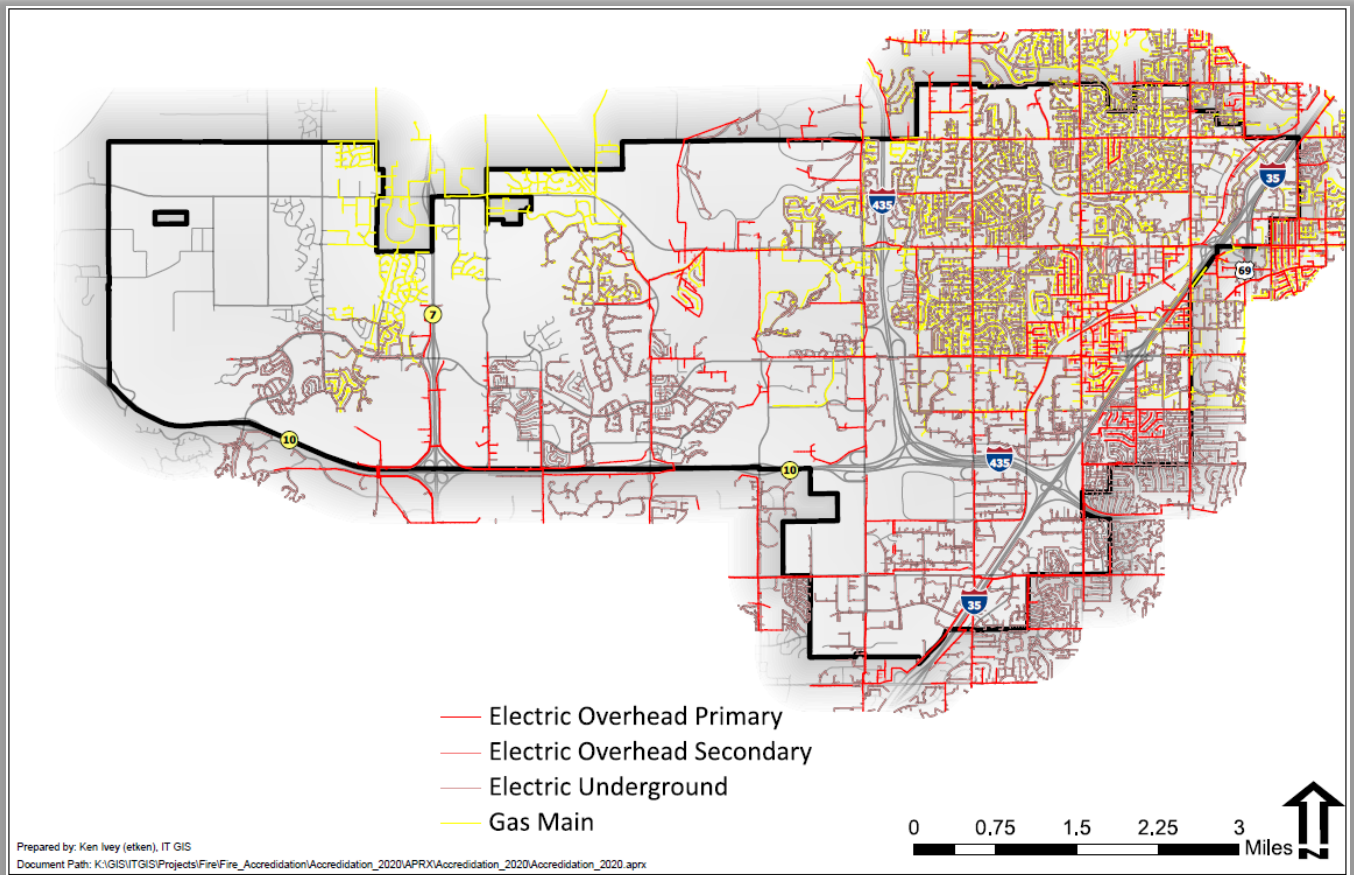 435
35
69
7
10
10
435
35
Electric Overhead Primary
Electric Overhead Secondary
Electric Underground
Gas Main
0 0.75 1.5 2.25 3
Miles
N
Prepared by: Ken Ivey (etken), IT GIS
Document Path: K:\GIS\ITGIS\Projects\Fire\Fire_Accredidation\Accredidation_2020\APRX\Accredidation_2020\Accredidation_2020.aprx